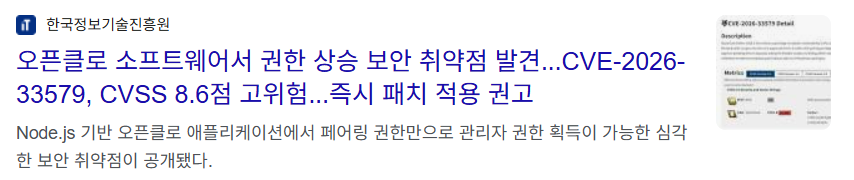 iT
한국정보기술진흥원
오픈클로 소프트웨어서 권한 상승 보안 취약점 발견...CVE-2026-
33579, CVSS 8.6점 고위험...즉시 패치 적용 권고
Node.js 기반 오픈클로 애플리케이션에서 페어링 권한만으로 관리자 권한 획득이 가능한 심각
한 보안 취약점이 공개됐다.
CVE-2026-33579 Detail
Description
Metrics